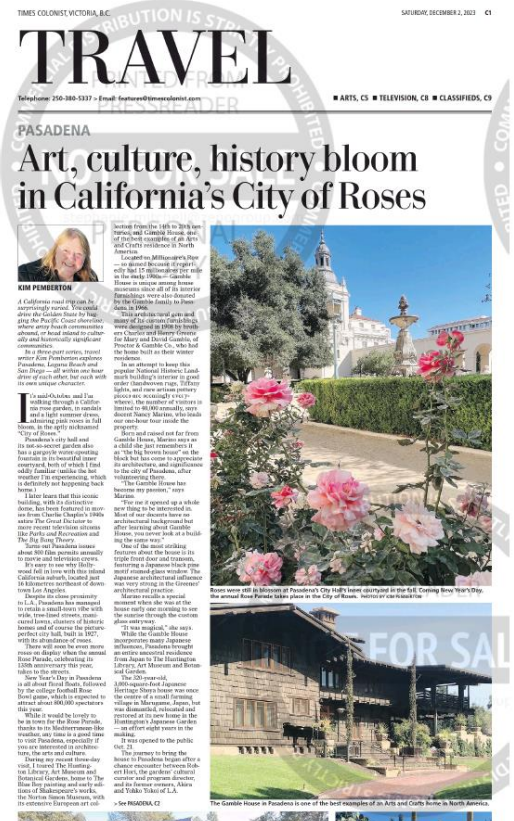 TIMES COLONIST, VICTORIA, B.C.
SATURDAY, DECEMBER 2, 2023 C1
TRAVEL
Telephone: 250-380-5337 > Email: features@timescolonist.com
■ ARTS, C5 ■ TELEVISION, C8 ■ CLASSIFIEDS, C9
PRINTED FROM
PRESSREADER
PASADENA
Art, culture, history bloom
in California's City of Roses
KIM PEMBERTON
A California road trip can be
surprisingly varied. You could
drive the Golden State by hug-
ging the Pacific Coast shoreline,
where artsy beach communities
abound, or head inland to cultur-
ally and historically significant
communities.
In a three-part series, travel
writer Kim Pemberton explores
Pasadena, Laguna Beach and
San Diego — all within one hour
drive of each other, but each with
its own unique character.
It's mid-October and I'm
walking through a Califor-
nia rose garden, in sandals
and a light summer dress,
admiring pink roses in full
bloom, in the aptly nicknamed
"City of Roses."
Pasadena's city hall and
its not-so-secret garden also
has a gargoyle water-spouting
fountain in its beautiful inner
courtyard, both of which I find
oddly familiar (unlike the hot
weather I'm experiencing, which
is definitely not happening back
home.)
I later learn that this iconic
building, with its distinctive
dome, has been featured in mov-
ies from Charlie Chaplin's 1940s
satire The Great Dictator to
more recent television sitcoms
like Parks and Recreation and
The Big Bang Theory.
Turns out Pasadena issues
about 800 film permits annually
to movie and television crews.
It's easy to see why Holly-
wood fell in love with this inland
California suburb, located just
16 kilometres northeast of down-
town Los Angeles.
Despite its close proximity
to L.A., Pasadena has managed
to retain a small-town vibe with
wide, tree-lined streets, mani-
cured lawns, clusters of historic
homes and of course the picture-
perfect city hall, built in 1927,
with its abundance of roses.
There will soon be even more
roses on display when the annual
Rose Parade, celebrating its
135th anniversary this year,
takes to the streets.
New Year's Day in Pasadena
is all about floral floats, followed
by the college football Rose
Bowl game, which is expected to
attract about 800,000 spectators
this year.
While it would be lovely to
be in town for the Rose Parade,
thanks to its Mediterranean-like
weather, any time is a good time
to visit Pasadena, especially if
you are interested in architec-
ture, the arts and culture.
During my recent three-day
visit, I toured The Hunting-
ton Library, Art Museum and
Botanical Gardens, home to The
Blue Boy painting and early edi-
tions of Shakespeare's works,
the Norton Simon Museum, with
its extensive European art col-
lection from the 14th to 20th cen-
turies, and Gamble House, one
of the best examples of an Arts
and Crafts residence in North
America.
Located on Millionaire's Row
— so named because it report-
edly had 15 millionaires per mile
in the early 1900s — Gamble
House is unique among house
museums since all of its interior
furnishings were also donated
by the Gamble family to Pasa-
dena, in 1966.
This architectural gem and
many of its custom furnishings
were designed in 1908 by broth-
ers Charles and Henry Greene
for Mary and David Gamble, of
Procter & Gamble Co., who had
the home built as their winter
residence.
In an attempt to keep this
popular National Historic Land-
mark building's interior in good
order (handwoven rugs, Tiffany
lights, and rare artisan pottery
pieces are seemingly every-
where), the number of visitors is
limited to 40,000 annually, says
docent Nancy Marino, who leads
our one-hour tour inside the
property.
Born and raised not far from
Gamble House, Marino says as
a child she just remembers it
as "the big brown house" on the
block but has come to appreciate
its architecture, and significance
to the city of Pasadena, after
volunteering there.
"The Gamble House has
become my passion," says
Marino.
"For me it opened up a whole
new thing to be interested in.
Most of our docents have no
architectural background but
after learning about Gamble
House, you never look at a build-
ing the same way."
One of the most striking
features about the house is its
triple front door and transom,
featuring a Japanese black pine
motif stained-glass window. The
Japanese architectural influence
was very strong in the Greenes'
architectural practice.
Marino recalls a special
moment when she was at the
house early one morning to see
the sunrise through the custom
glass entryway.
"It was magical," she says.
While the Gamble House
incorporates many Japanese
influences, Pasadena brought
an entire ancestral residence
from Japan to The Huntington
Library, Art Museum and Botan-
ical Garden.
The 320-year-old,
3,000-square-foot Japanese
Heritage Shoya house was once
the centre of a small farming
village in Marugame, Japan, but
was dismantled, relocated and
restored at its new home in the
Huntington's Japanese Garden
— an effort eight years in the
making.
It was opened to the public
Oct. 21.
The journey to bring the
house to Pasadena began after a
chance encounter between Rob-
ert Hori, the gardens' cultural
curator and program director,
and its former owners, Akira
and Yohko Yokoi of L.A.
> See PASADENA, C2
Roses were still in blossom at Pasadena's City Hall's inner courtyard in the fall. Coming New Year's Day,
the annual Rose Parade takes place in the City of Roses. PHOTOS BY KIM PEMBERTON
FOR SA
The Gamble House in Pasadena is one of the best examples of an Arts and Crafts home in North America.